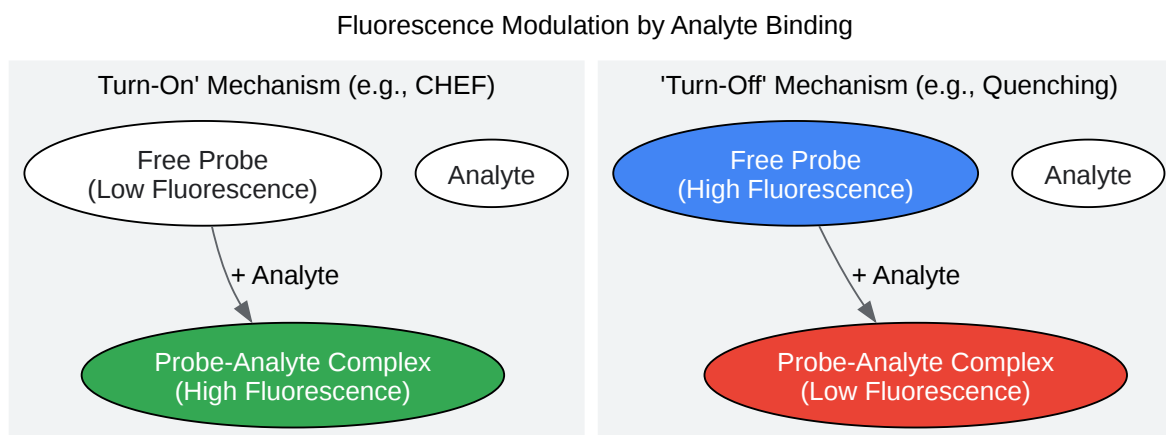 Fluorescence Modulation by Analyte Binding
Turn-On' Mechanism (e.g., CHEF)
Free Probe
(Low Fluorescence)
Analyte
+ Analyte
Probe-Analyte Complex
(High Fluorescence)
'Turn-Off' Mechanism (e.g., Quenching)
Free Probe
(High Fluorescence)
Analyte
+ Analyte
Probe-Analyte Complex
(Low Fluorescence)